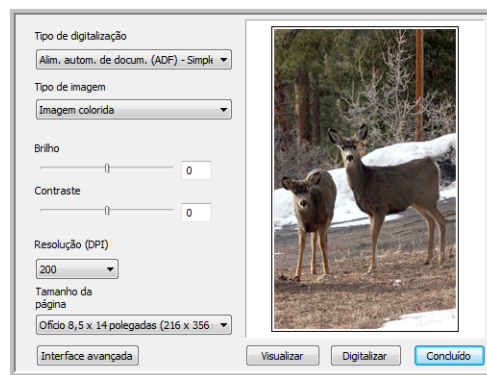 Tipo de digitalização
Alim. autom. de docum. (ADF) - Simple
Tipo de imagem
Imagem colorida
Brilho
0
Contraste
0
Resolução (DPI)
200
Tamanho da
página
Ofício 8,5 x 14 polegadas (216 x 356
Interface avançada
Visualizar
Digitalizar
Concluído